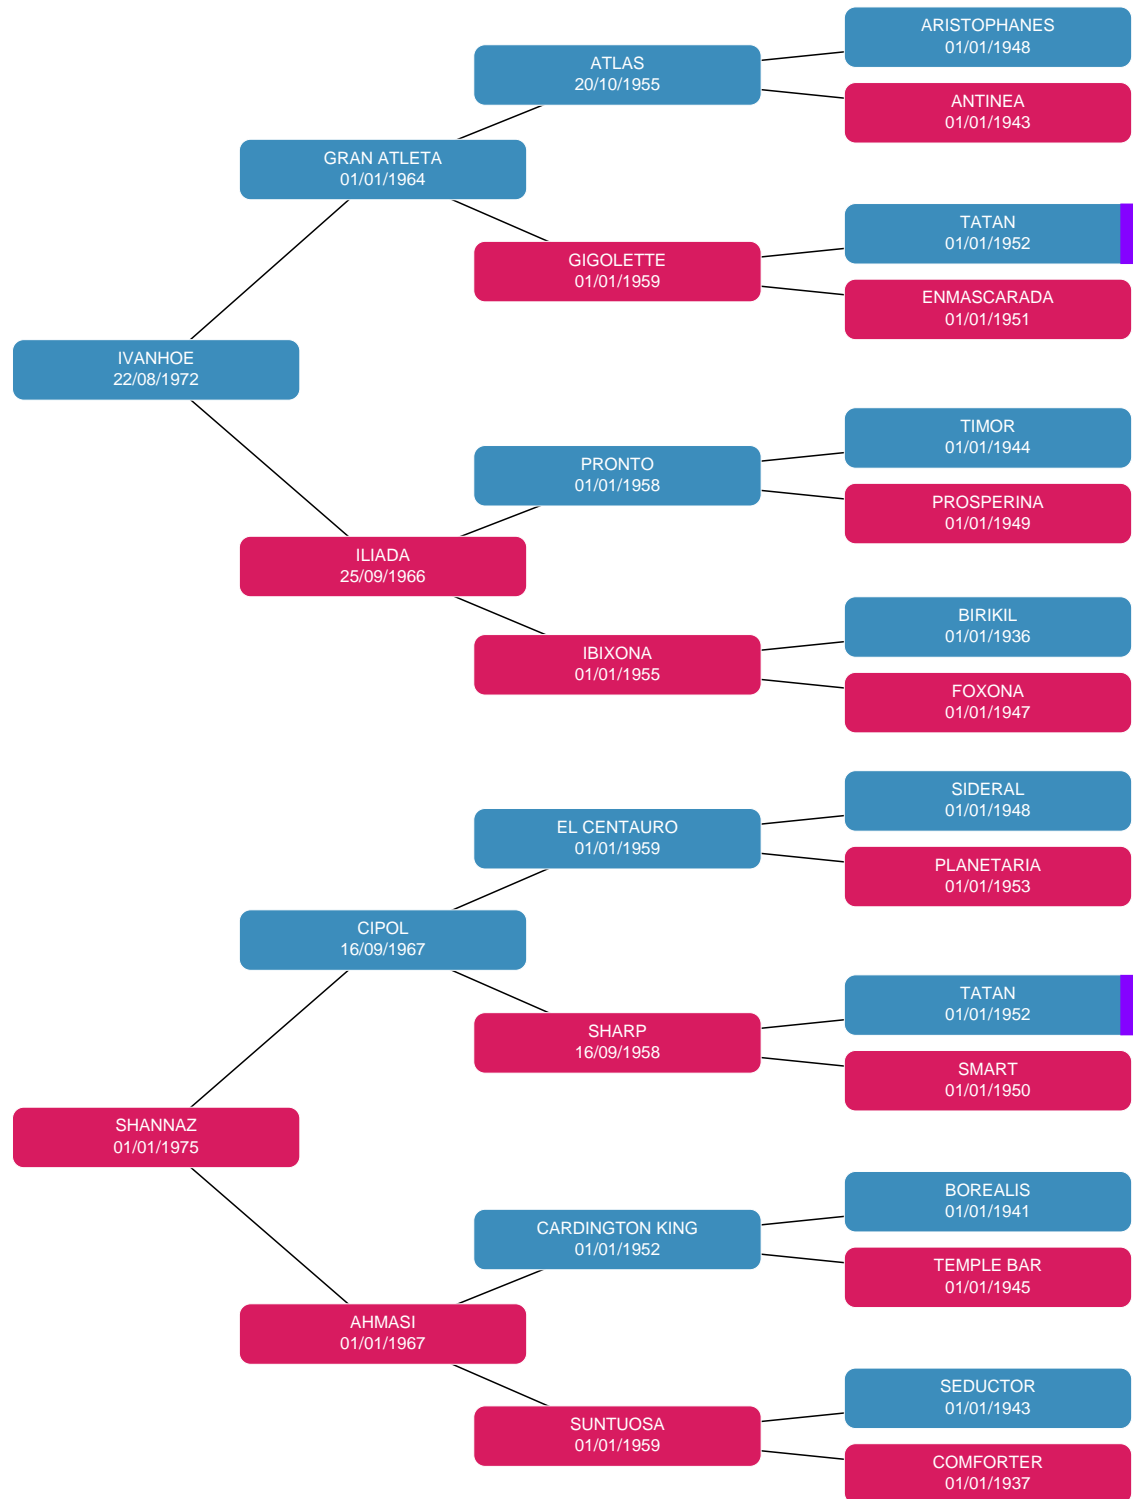 ARISTOPHANES
01/01/1948
ATLAS
20/10/1955
ANTINEA
01/01/1943
GRAN ATLETA
01/01/1964
TATAN
01/01/1952
GIGOLETTE
01/01/1959
ENMASCARADA
01/01/1951
IVANHOE
22/08/1972
TIMOR
01/01/1944
PRONTO
01/01/1958
PROSPERINA
01/01/1949
ILIADA
25/09/1966
BIRIKIL
01/01/1936
IBIXONA
01/01/1955
FOXONA
01/01/1947
SIDERAL
01/01/1948
EL CENTAURO
01/01/1959
PLANETARIA
01/01/1953
CIPOL
16/09/1967
TATAN
01/01/1952
SHARP
16/09/1958
SMART
01/01/1950
SHANNAZ
01/01/1975
BOREALIS
01/01/1941
CARDINGTON KING
01/01/1952
TEMPLE BAR
01/01/1945
AHMASI
01/01/1967
SEDUCTOR
01/01/1943
SUNTUOSA
01/01/1959
COMFORTER
01/01/1937